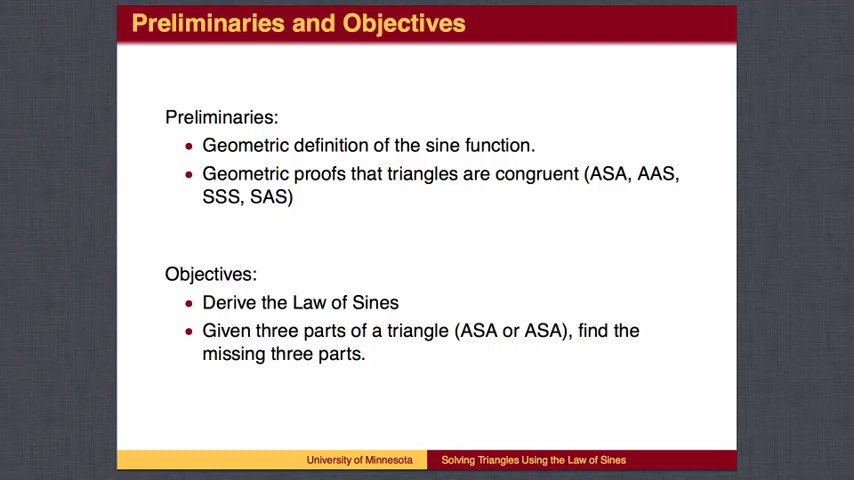 Preliminaries and Objectives
Preliminaries:
• Geometric definition of the sine function.
• Geometric proofs that triangles are congruent (ASA, AAS,
SSS, SAS)
Objectives:
• Derive the Law of Sines
• Given three parts of a triangle (ASA or ASA), find the
missing three parts.
University of Minnesota
Solving Triangles Using the Law of Sines